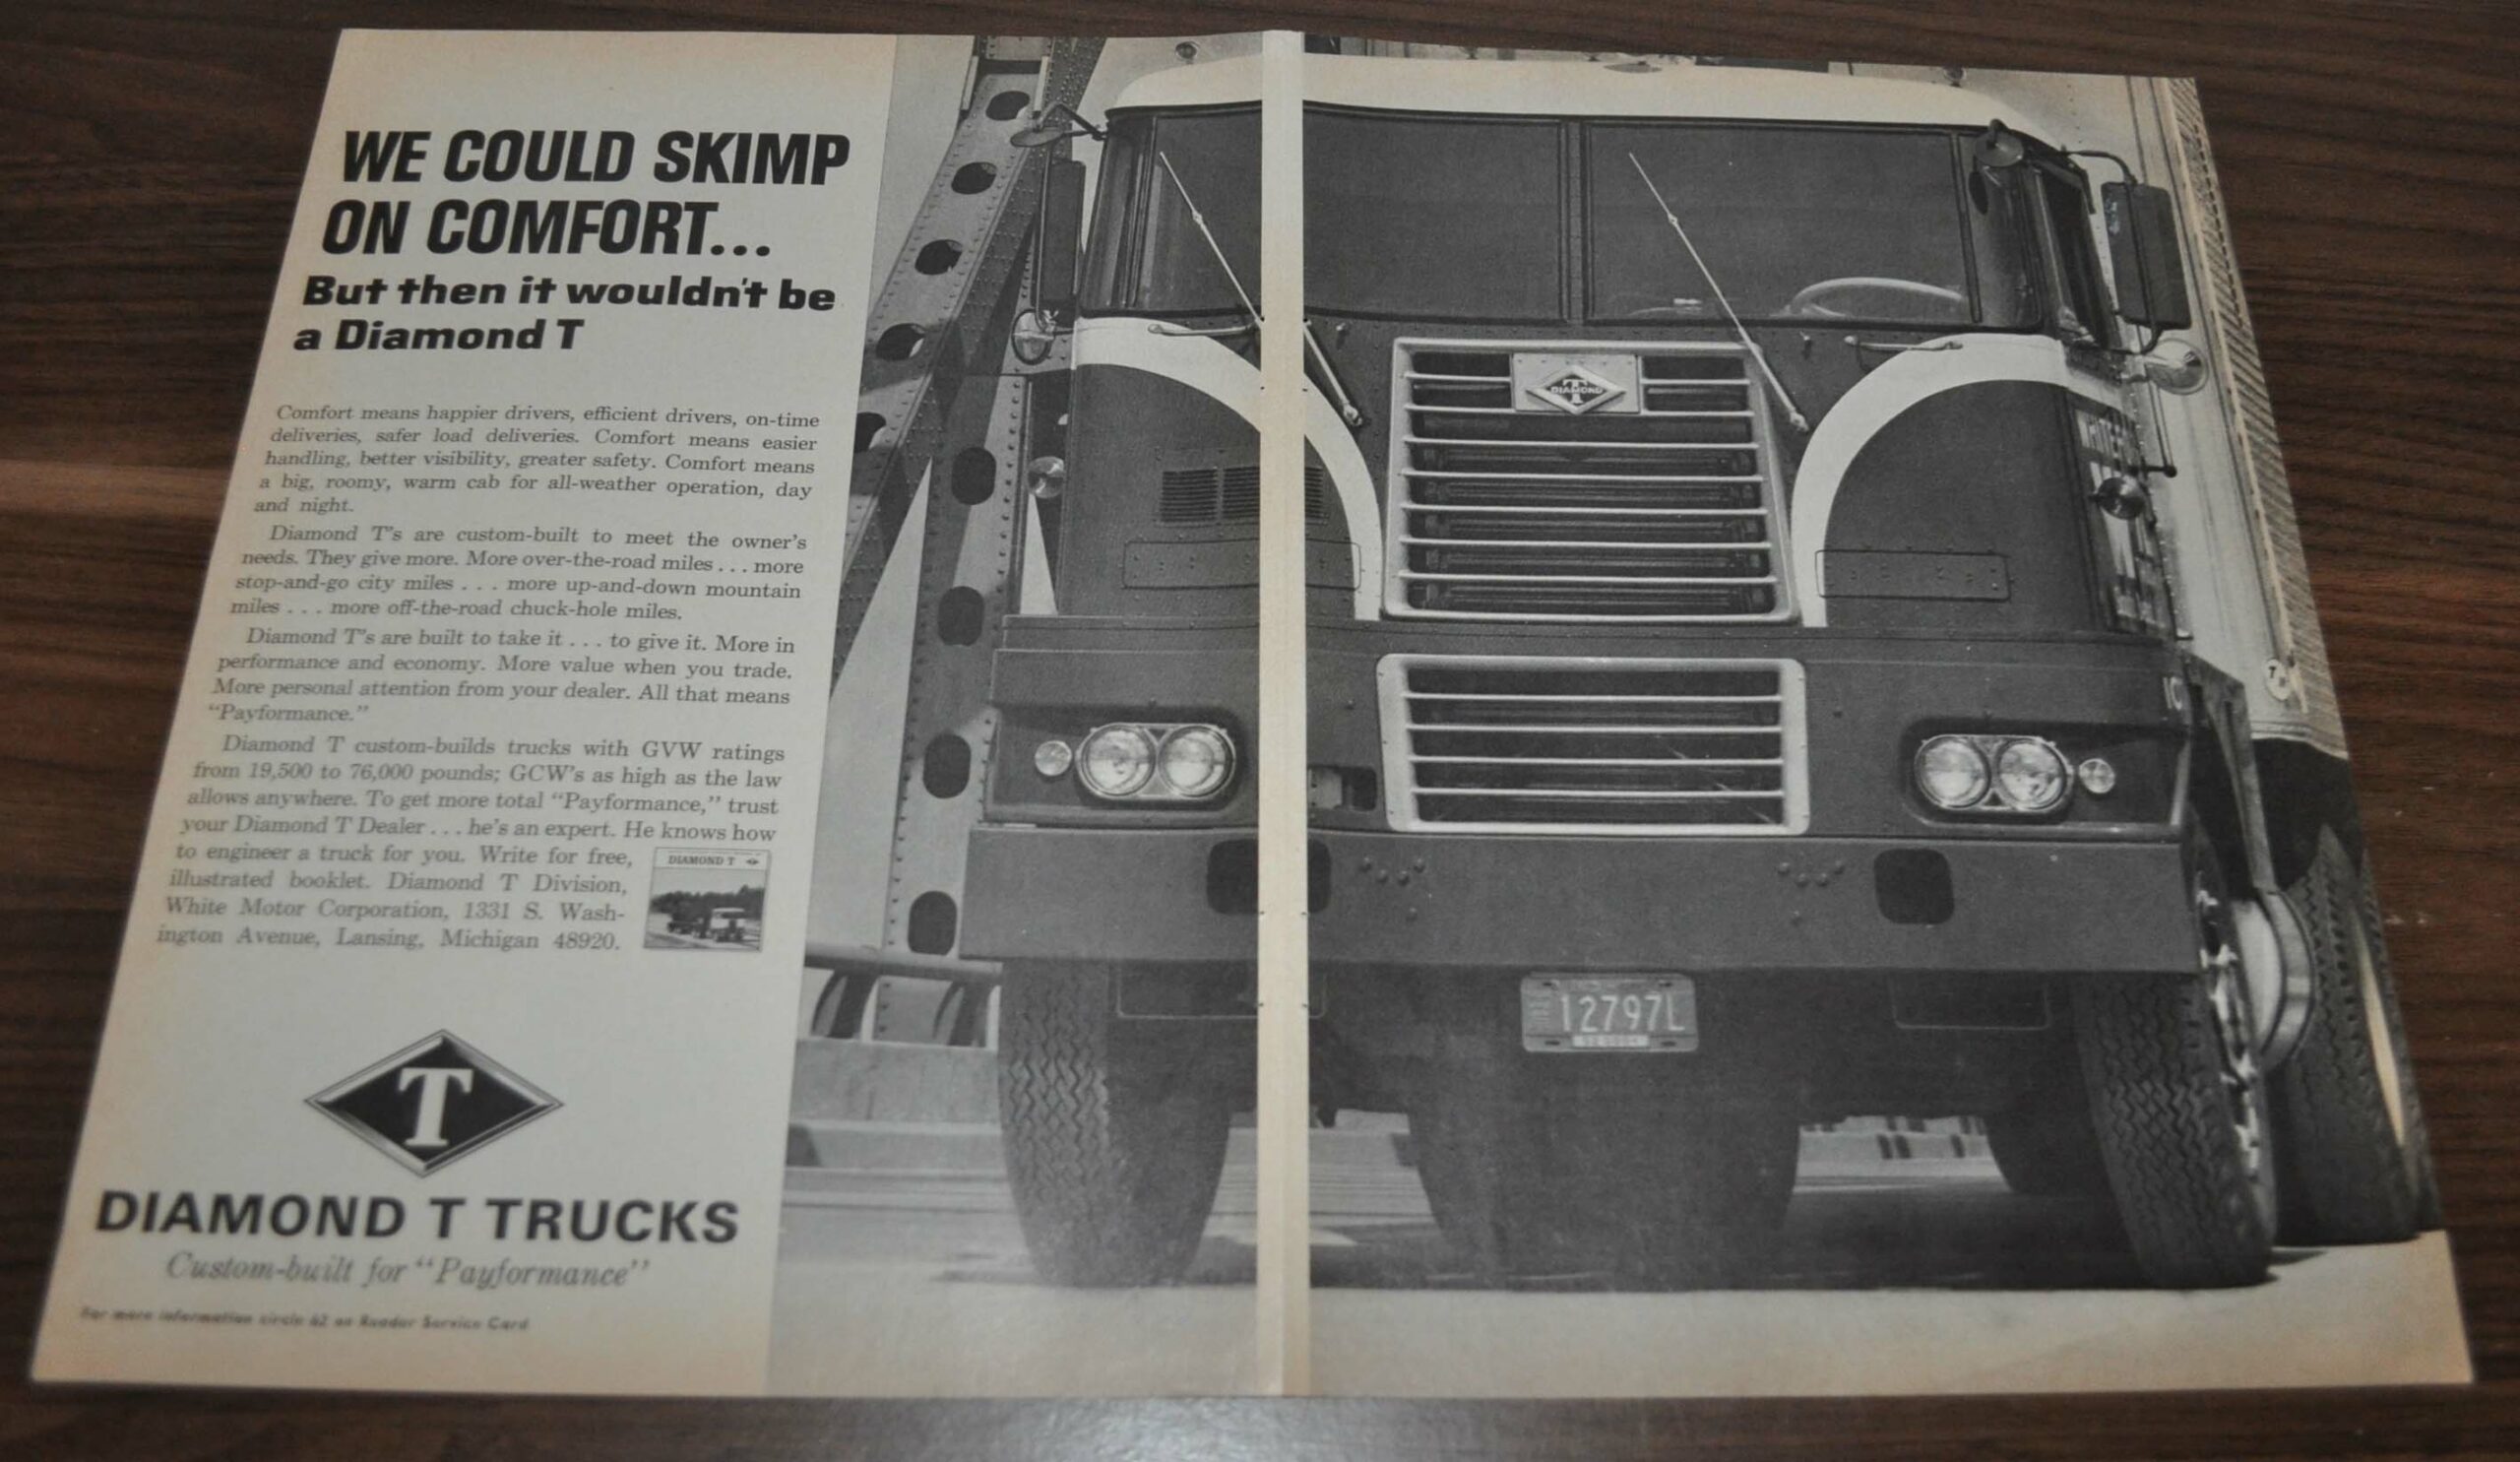 WE COULD SKIMP
ON COMFORT...
But then it wouldn't be
a Diamond T
Comfort means happier drivers, efficient drivers, on-time
deliveries, safer load deliveries. Comfort means easier
handling, better visibility, greater safety. Comfort means
a big, roomy, warm cab for all-weather operation, day
and night.
Diamond T's are custom-built to meet the owner's
needs. They give more. More over-the-road miles . . . more
stop-and-go city miles . . . more up-and-down mountain
miles . . . more off-the-road chuck-hole miles.
Diamond T's are built to take it . . . to give it. More in
performance and economy. More value when you trade.
More personal attention from your dealer. All that means
"Payformance."
Diamond T custom-builds trucks with GVW ratings
from 19,500 to 76,000 pounds; GCW's as high as the law
allows anywhere. To get more total "Payformance," trust
your Diamond T Dealer . . . he's an expert. He knows how
to engineer a truck for you. Write for free,
illustrated booklet. Diamond T Division,
White Motor Corporation, 1331 S. Wash-
ington Avenue, Lansing, Michigan 48920.
DIAMOND T
T
DIAMOND T TRUCKS
Custom-built for "Payformance"
For more information circle 62 on Reader Service Card
DIAMOND
T
12797L